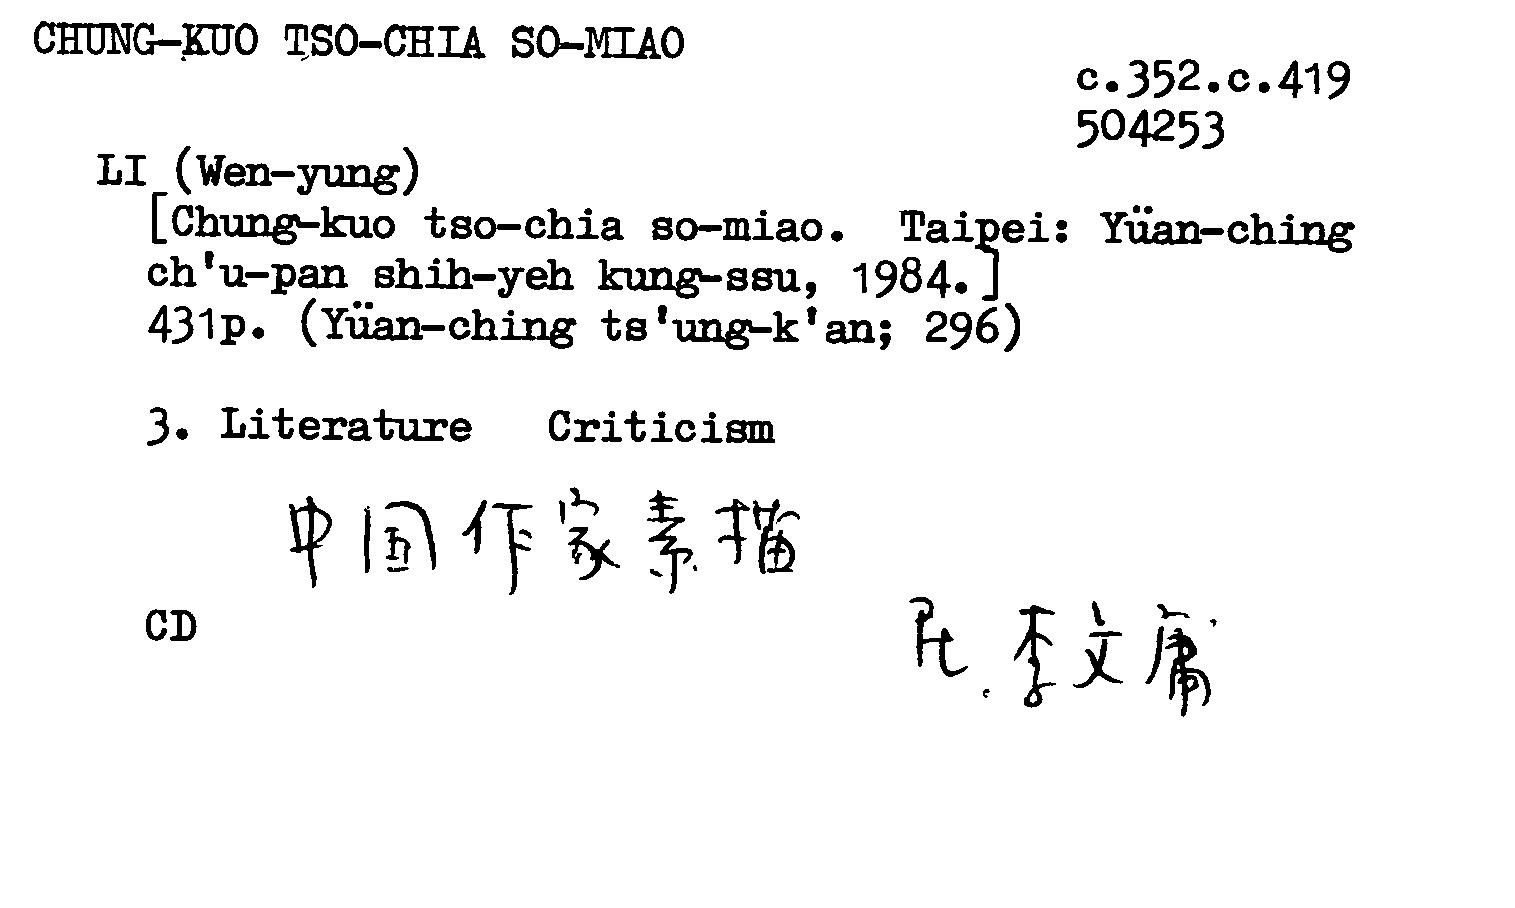 CHUNG-KUO TSO-CHIA SO-MIAO
c.352.c.419
504253
LI (Wen-yung)
[Chung-kuo tso-chia so-miao. Taipei: Yüan-ching
ch'u-pan shih-yeh kung-ssu, 1984.]
431p. (Yüan-ching ts'ung-k'an; 296)
3. Literature Criticism
中国作家素描
CD
民. 李文庸